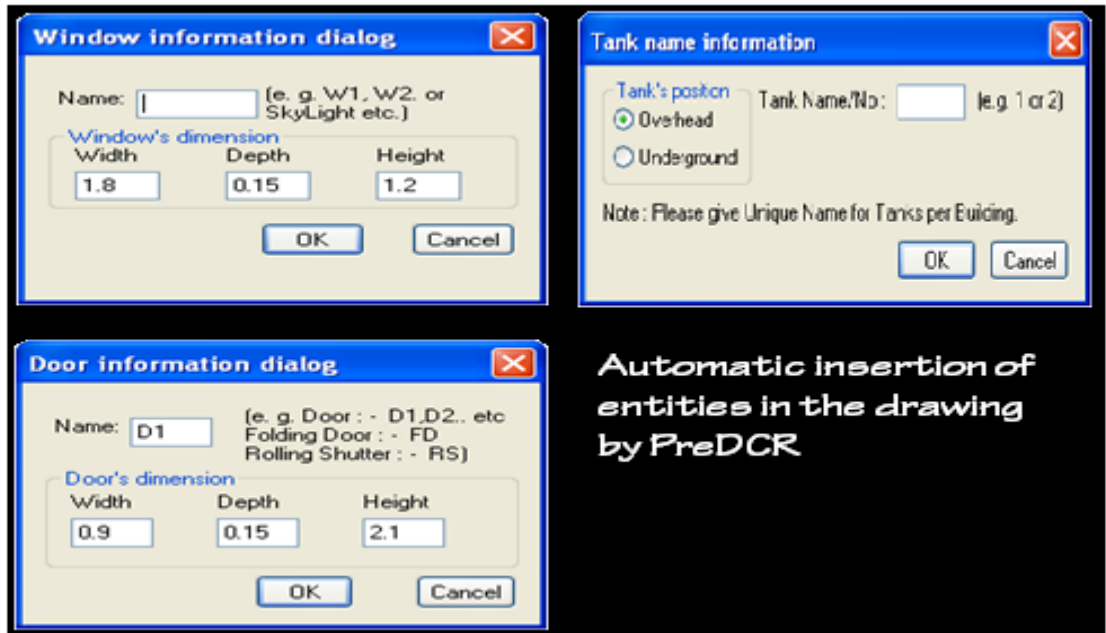 Window information dialog
Name:
(e. g. W1, W2. or
SkyLight etc.)
Window's dimension
Width Depth Height
1.8 0.15 1.2
OK Cancel
Tank name information
Tank's position
Overhead
Underground
Tank Name/No : (e.g. 1 or 2)
Note : Please give Unique Name for Tanks per Building.
OK Cancel
Door information dialog
Name: D1
(e. g. Door : - D1,D2.. etc
Folding Door : - FD
Rolling Shutter : - RS)
Door's dimension
Width Depth Height
0.9 0.15 2.1
OK Cancel
Automatic insertion of
entities in the drawing
by PreDCR